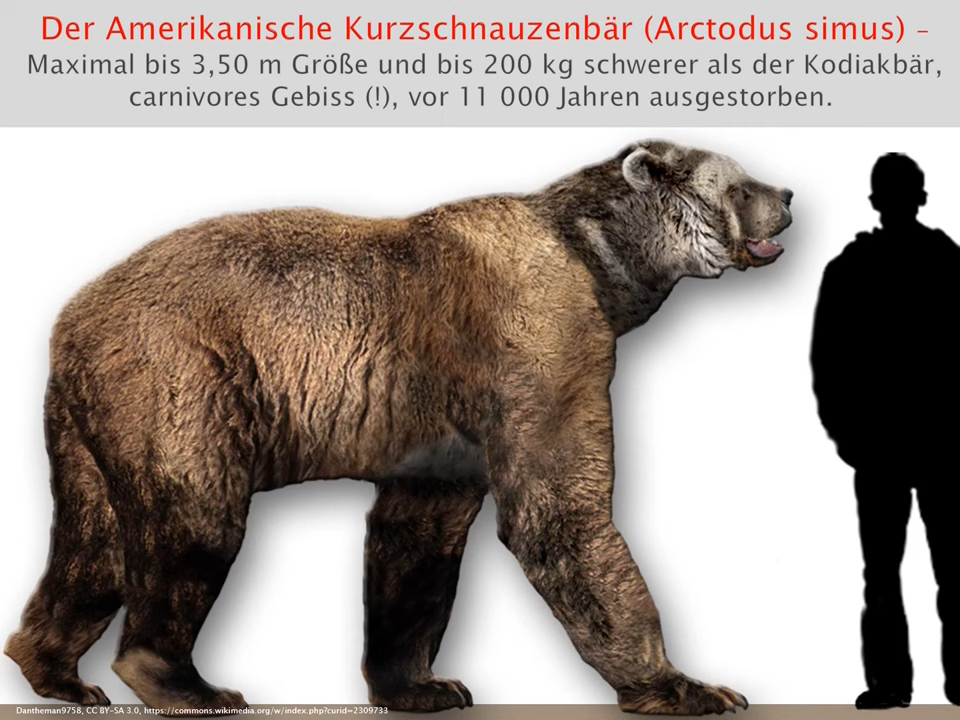 Der Amerikanische Kurzschnauzenbär (Arctodus simus) –
Maximal bis 3,50 m Größe und bis 200 kg schwerer als der Kodiakbär,
carnivores Gebiss (!), vor 11 000 Jahren ausgestorben.
Dantheman9758, CC BY-SA 3.0, https://commons.wikimedia.org/w/index.php?curid=2309733